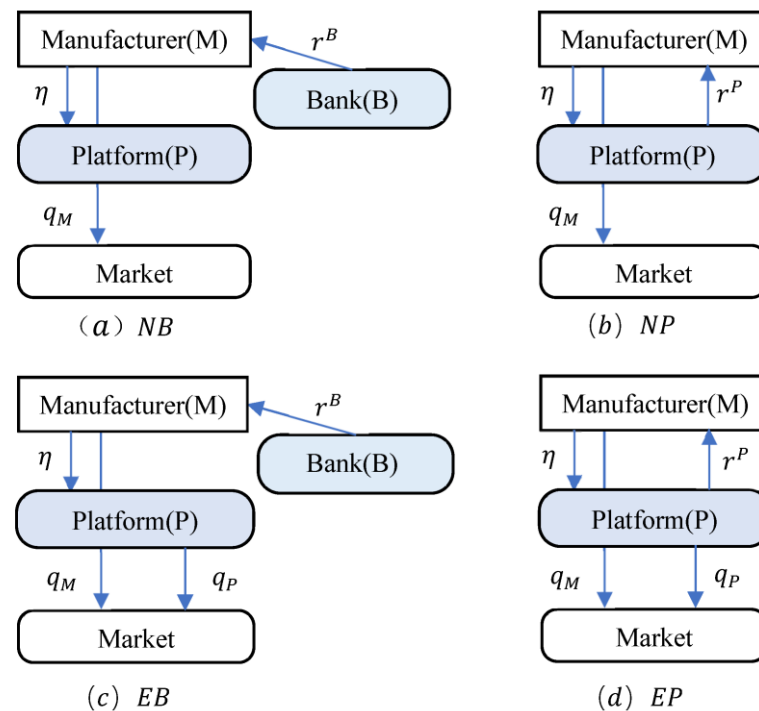 Manufacturer(M)
r^B
Bank(B)
η
Platform(P)
q_M
Market
（a）NB
Manufacturer(M)
η
r^P
Platform(P)
q_M
Market
(b) NP
Manufacturer(M)
r^B
Bank(B)
η
Platform(P)
q_M
q_P
Market
(c) EB
Manufacturer(M)
η
r^P
Platform(P)
q_M
q_P
Market
(d) EP